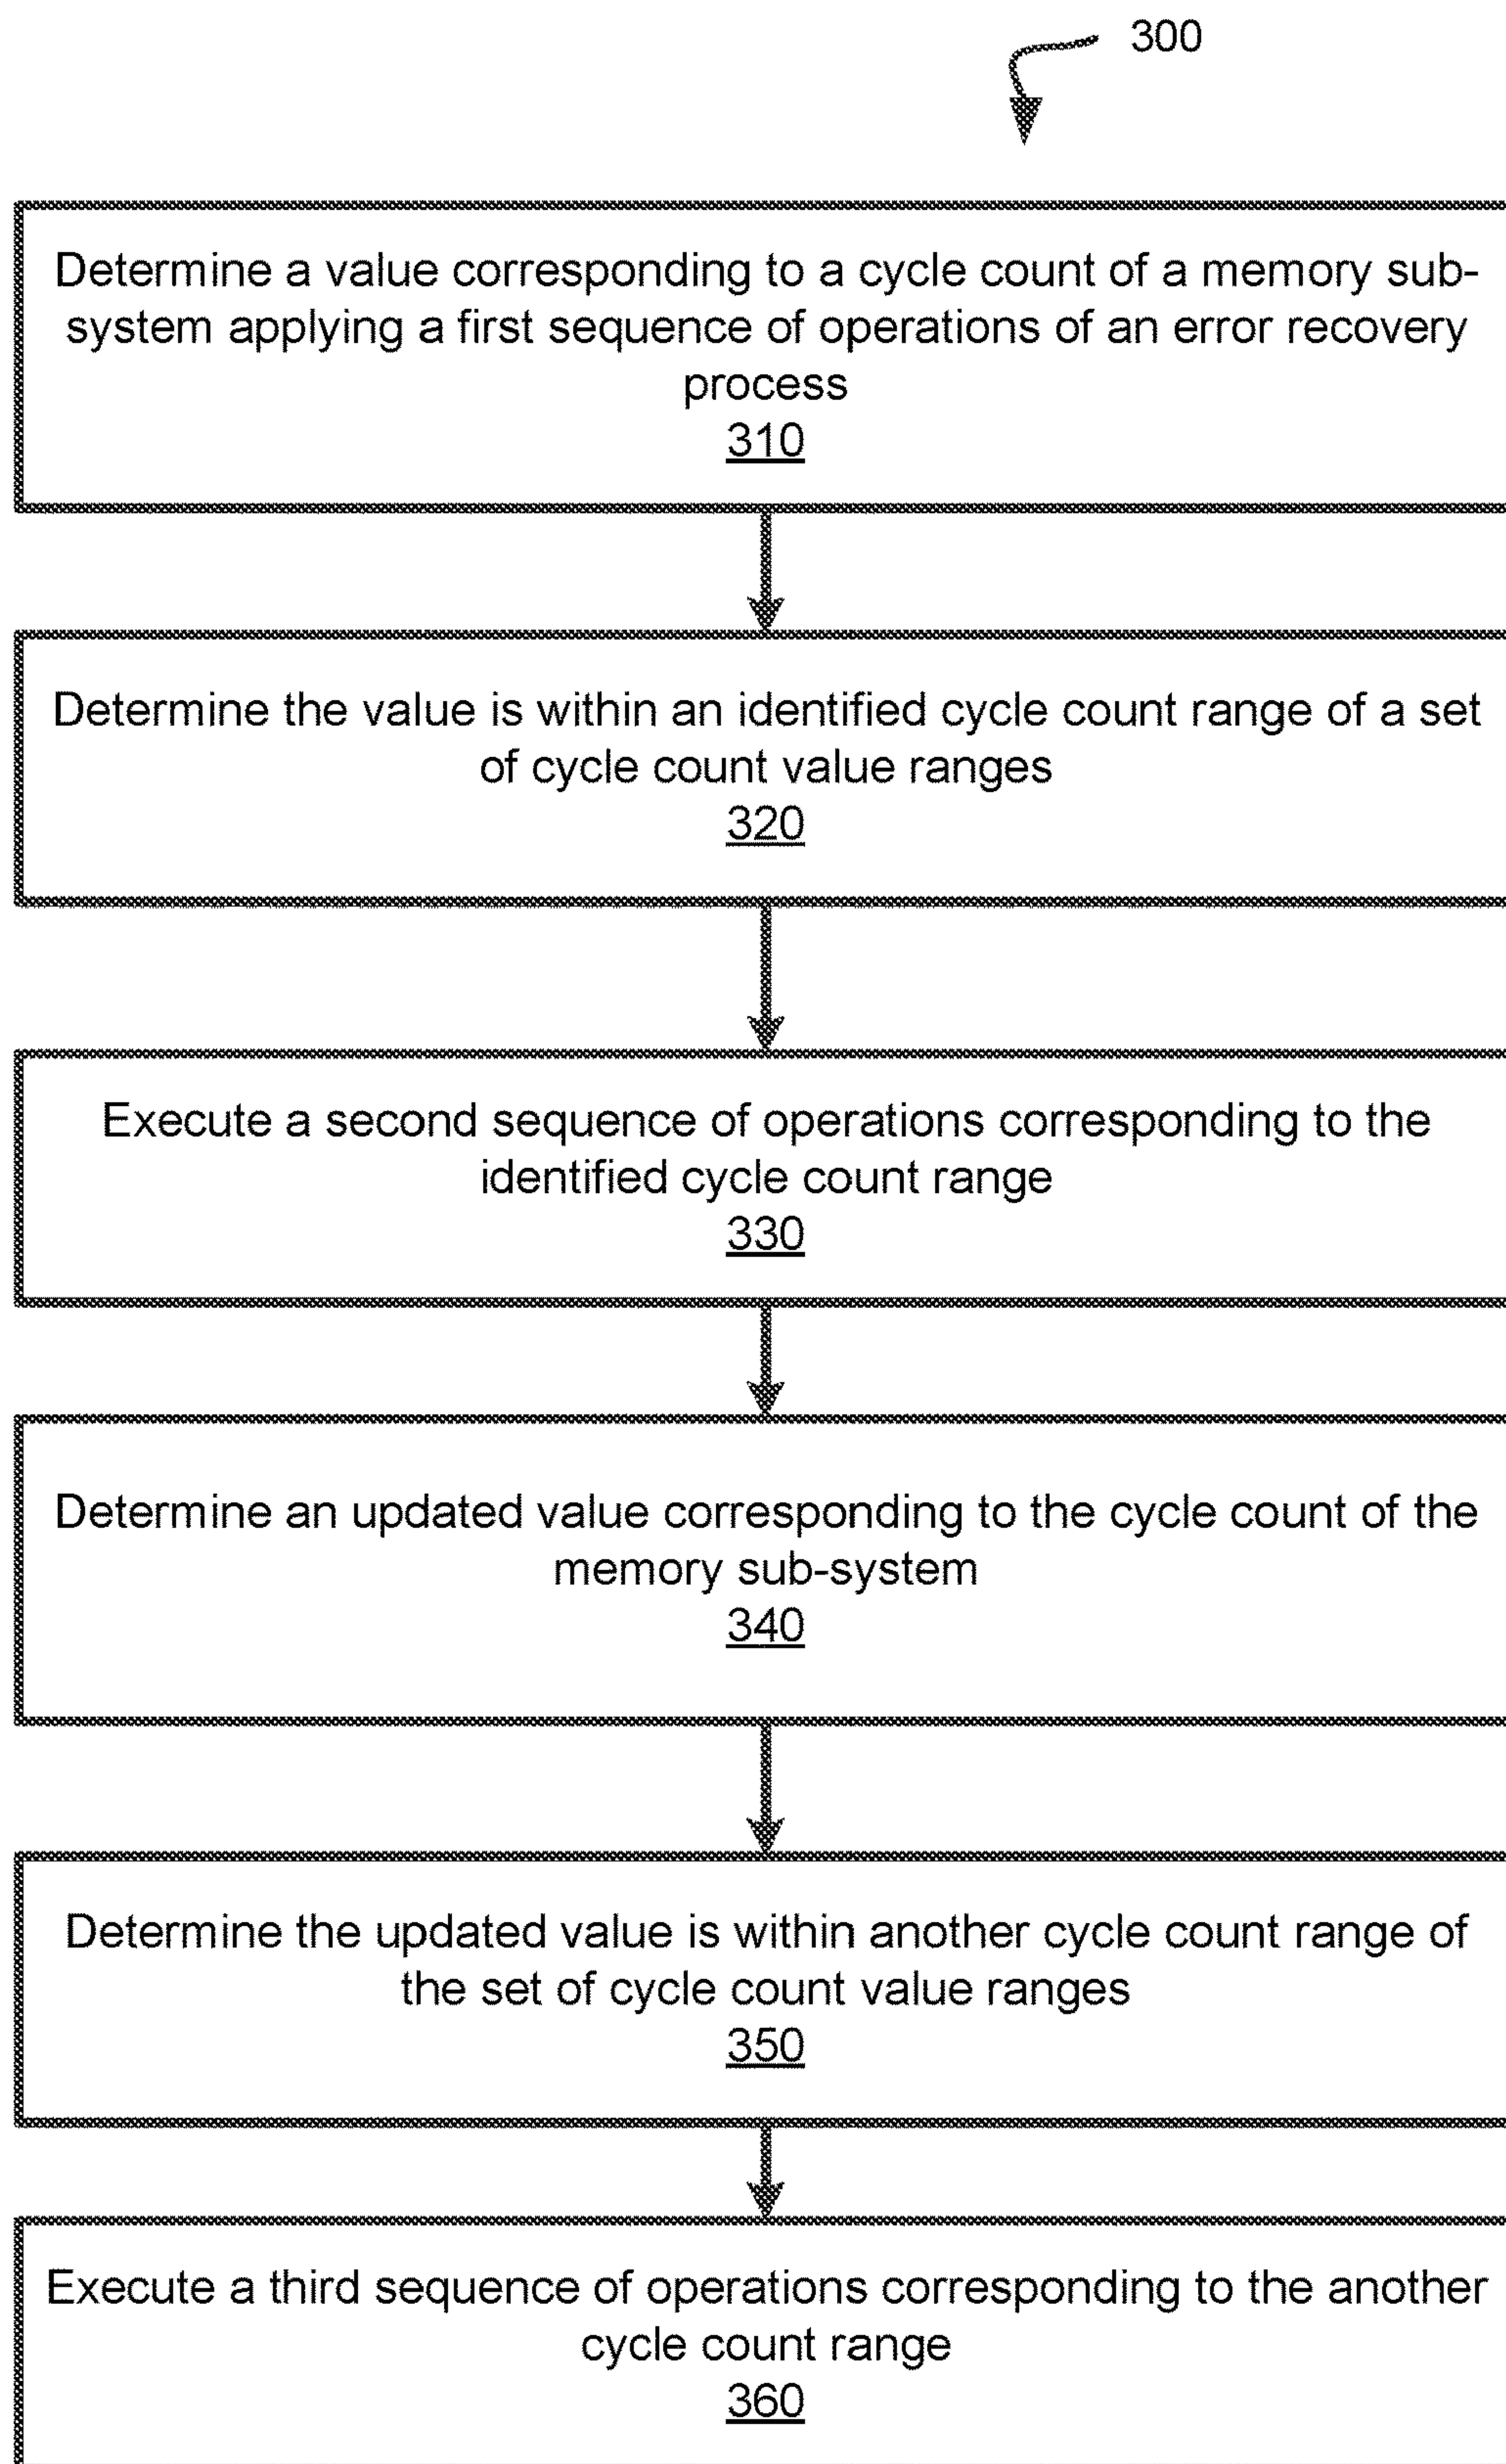 300
Determine a value corresponding to a cycle count of a memory sub-
system applying a first sequence of operations of an error recovery
process
310
Determine the value is within an identified cycle count range of a set
of cycle count value ranges
320
Execute a second sequence of operations corresponding to the
identified cycle count range
330
Determine an updated value corresponding to the cycle count of the
memory sub-system
340
Determine the updated value is within another cycle count range of
the set of cycle count value ranges
350
Execute a third sequence of operations corresponding to the another
cycle count range
360